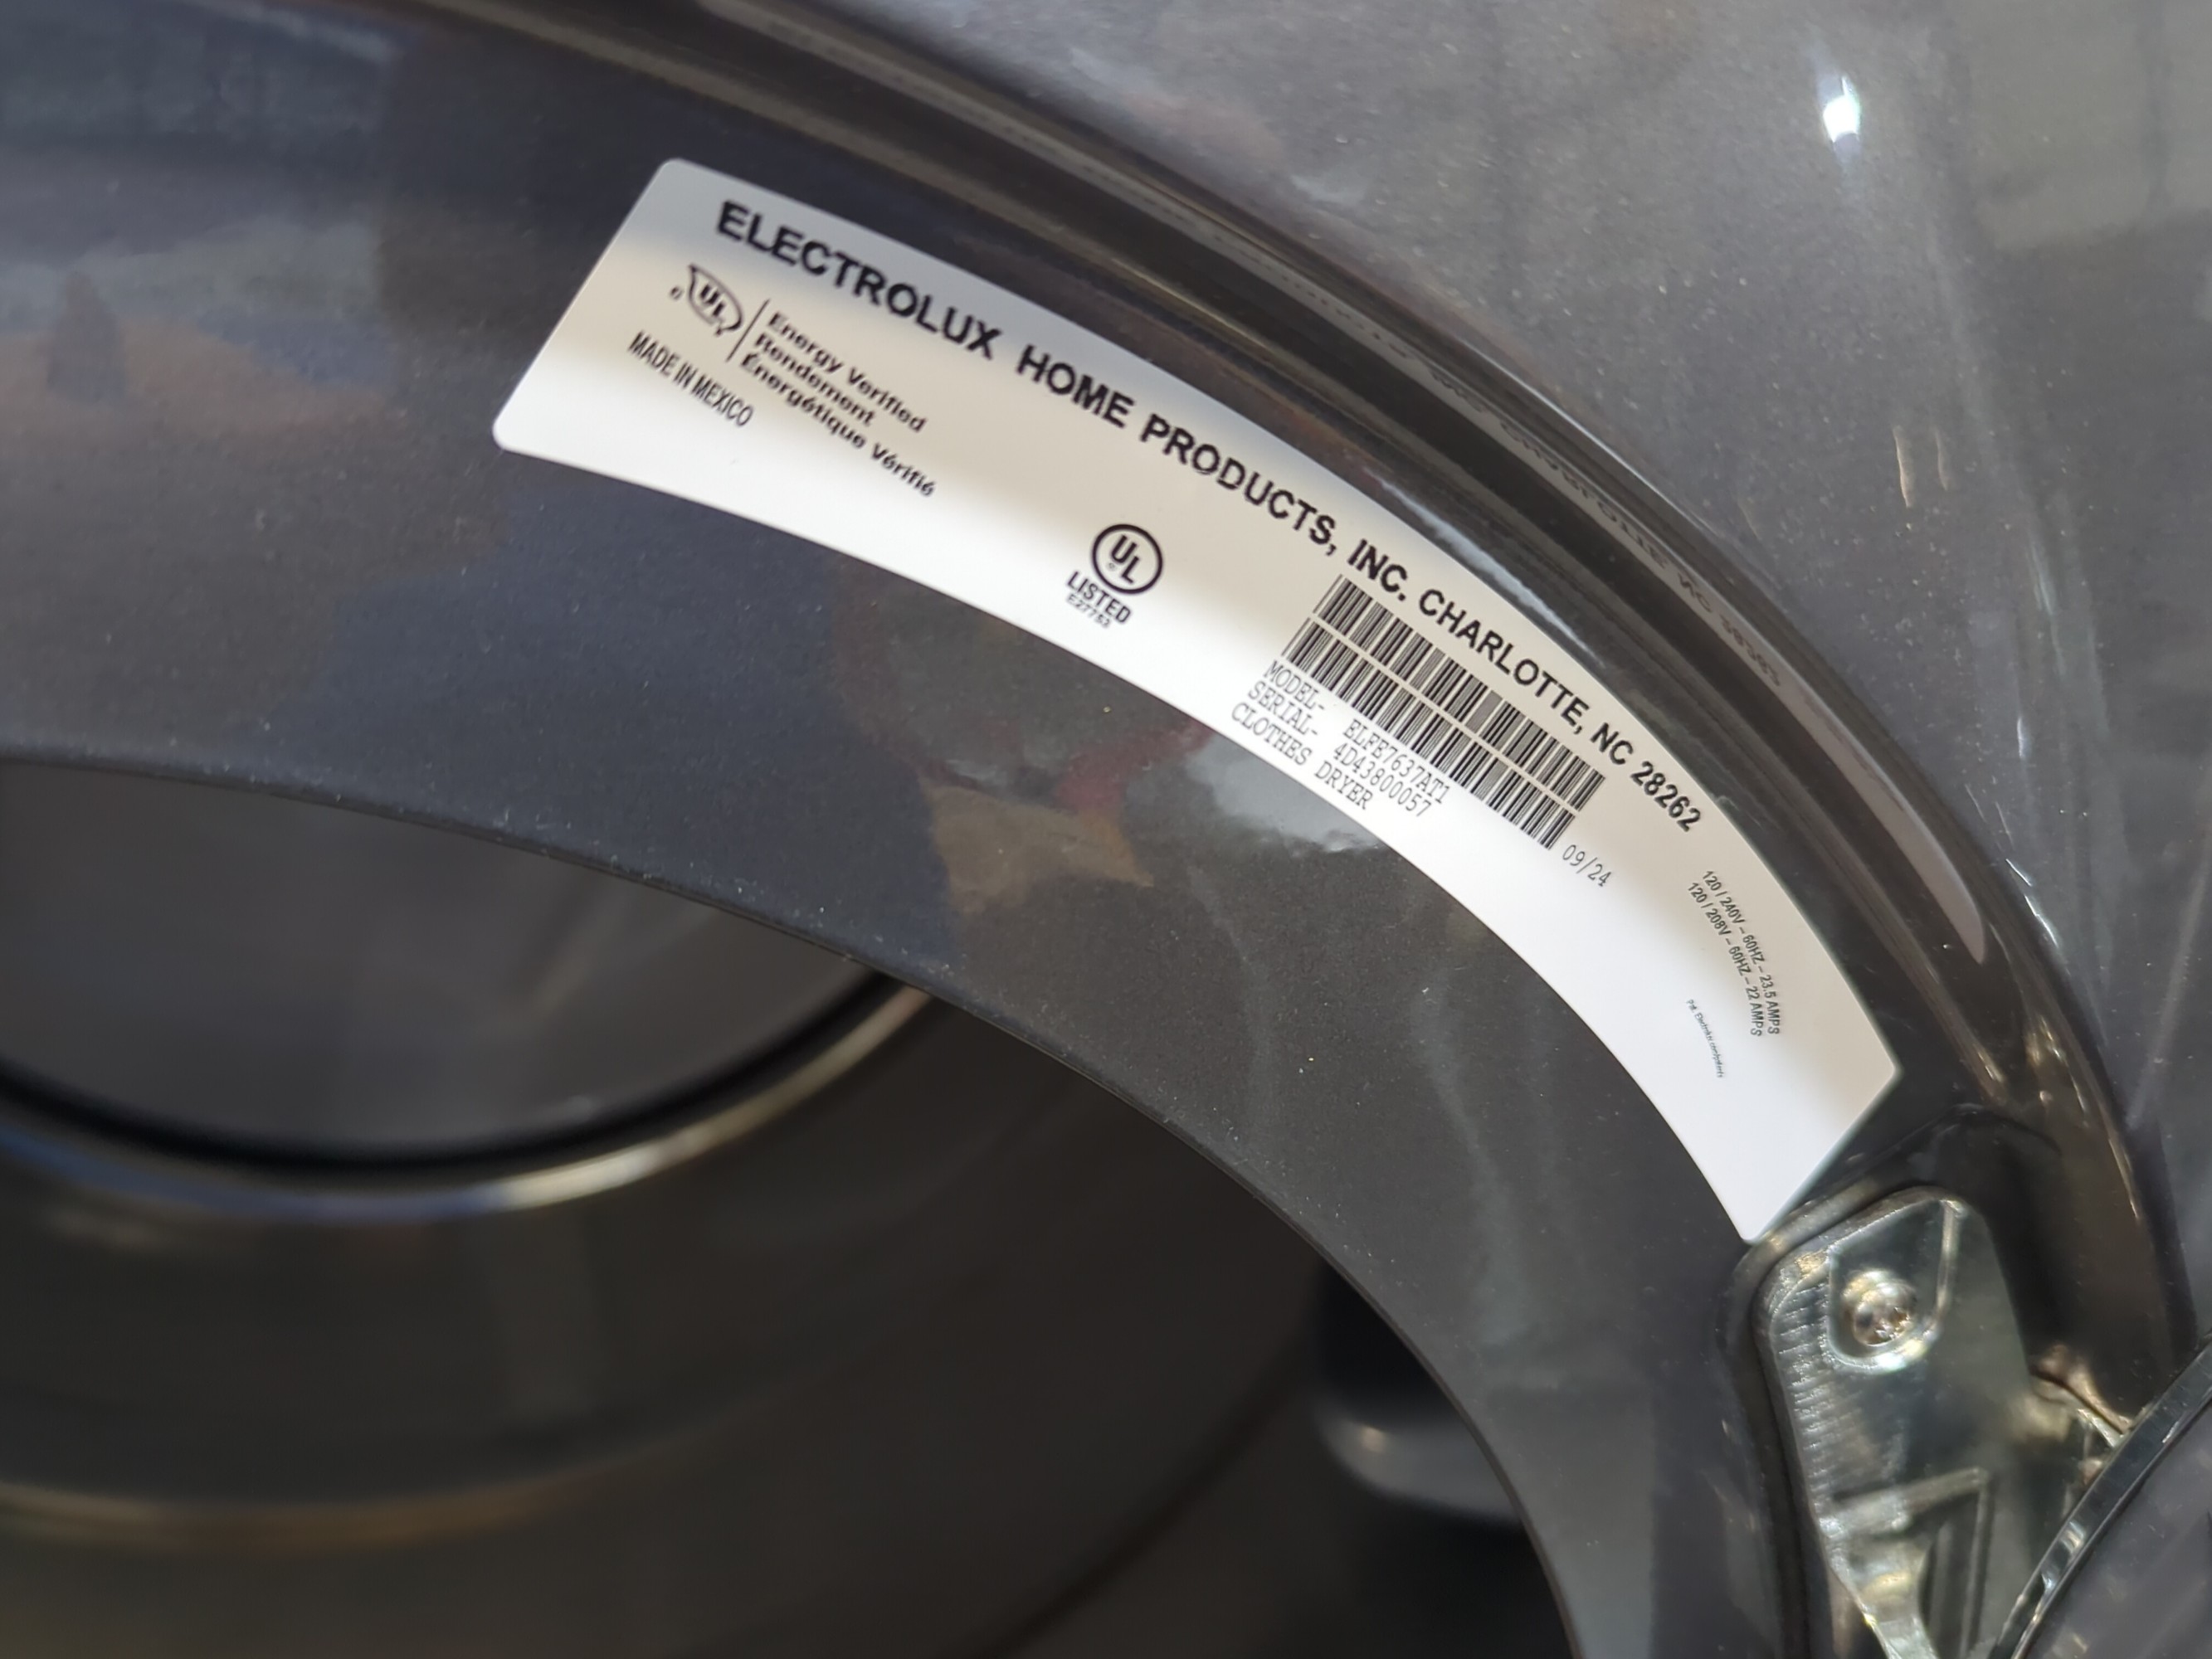 ELECTROLUX HOME PRODUCTS, INC. CHARLOTTE, NC 28262
UL
Energy Verified
Rendement
Énergétique Vérifié
MADE IN MEXICO
UL
LISTED
E27752
MODEL- ELFE7637AT1
SERIAL- 4D43800057
CLOTHES DRYER
09/24
120 / 240V – 60HZ – 23.5 AMPS
120 / 208V – 60HZ – 22 AMPS